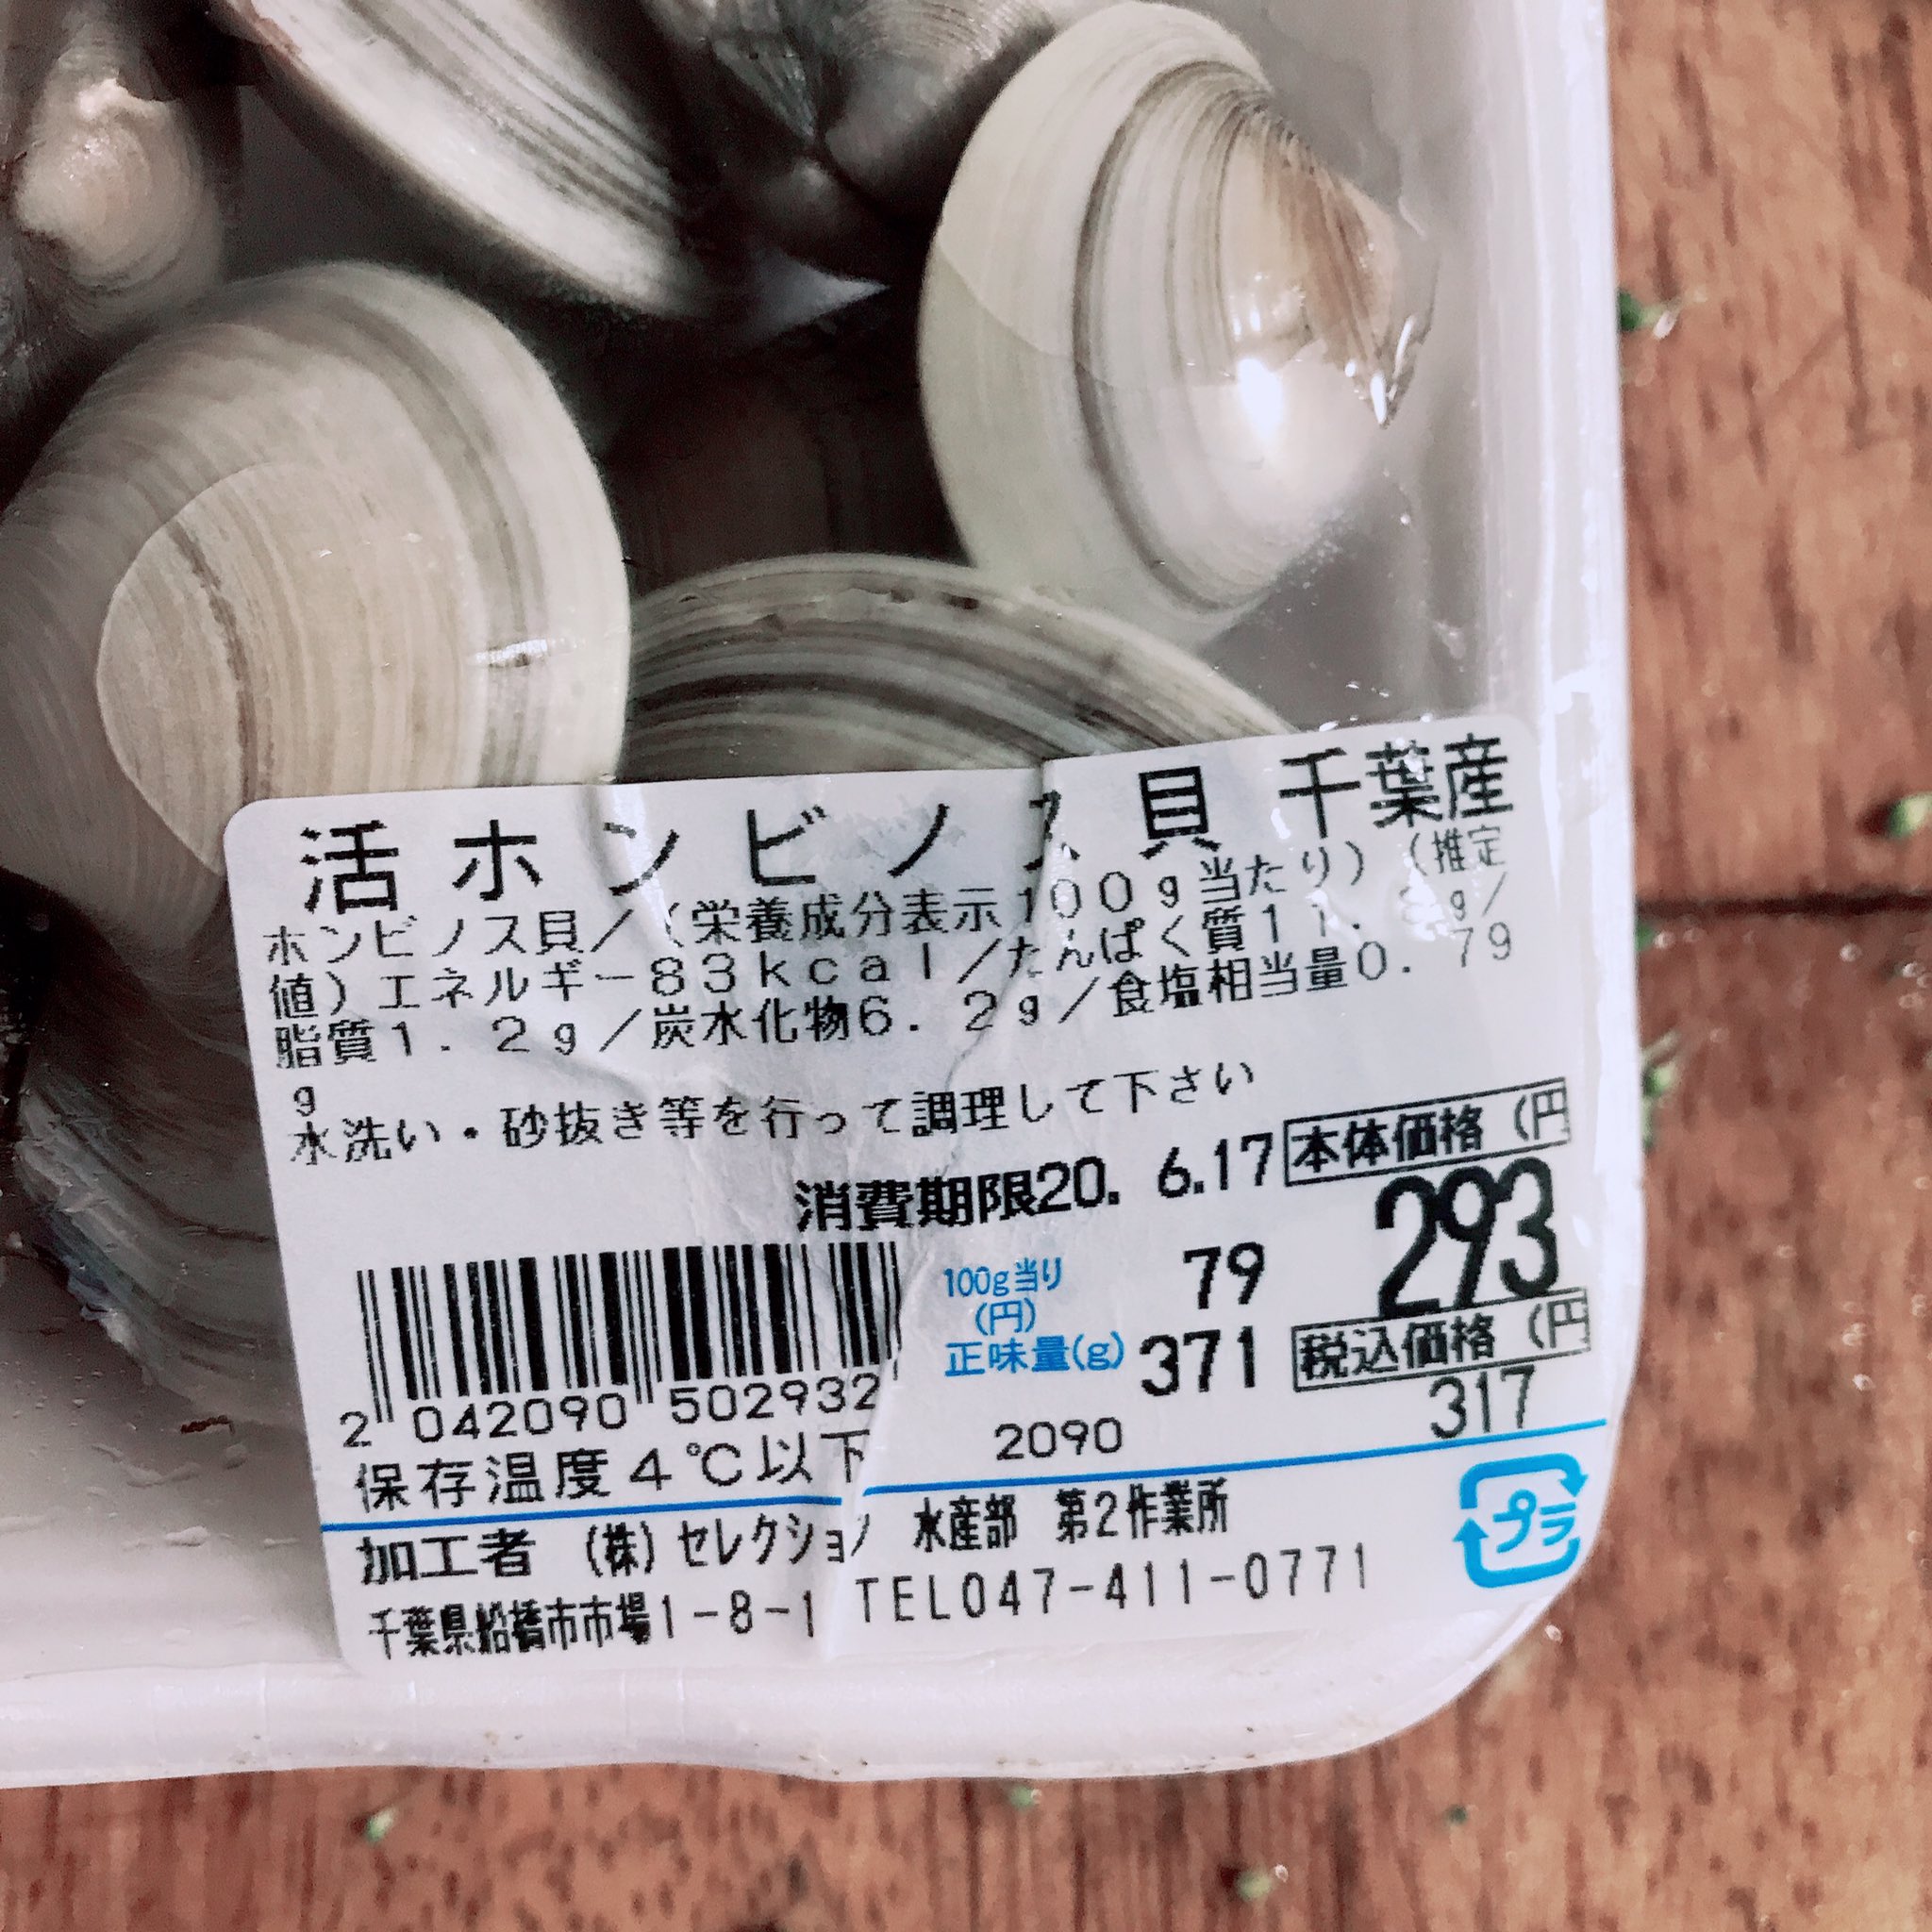 活ホンビノス貝 千葉産
ホンビノス貝/(栄養成分表示100g当たり)(推定
値)エネルギー83kcal/たんぱく質11. g/
脂質1.2g/炭水化物6.2g/食塩相当量0.79
g
水洗い・砂抜き等を行って調理して下さい
消費期限20. 6.17
本体価格(円
293
100g当り
(円)
79
正味量(g) 371
税込価格(円
317
2 042090 502932
2090
保存温度4℃以下
加工者 (株)セレクション 水産部 第2作業所
千葉県船橋市市場1-8-1 TEL047-411-0771
プラ